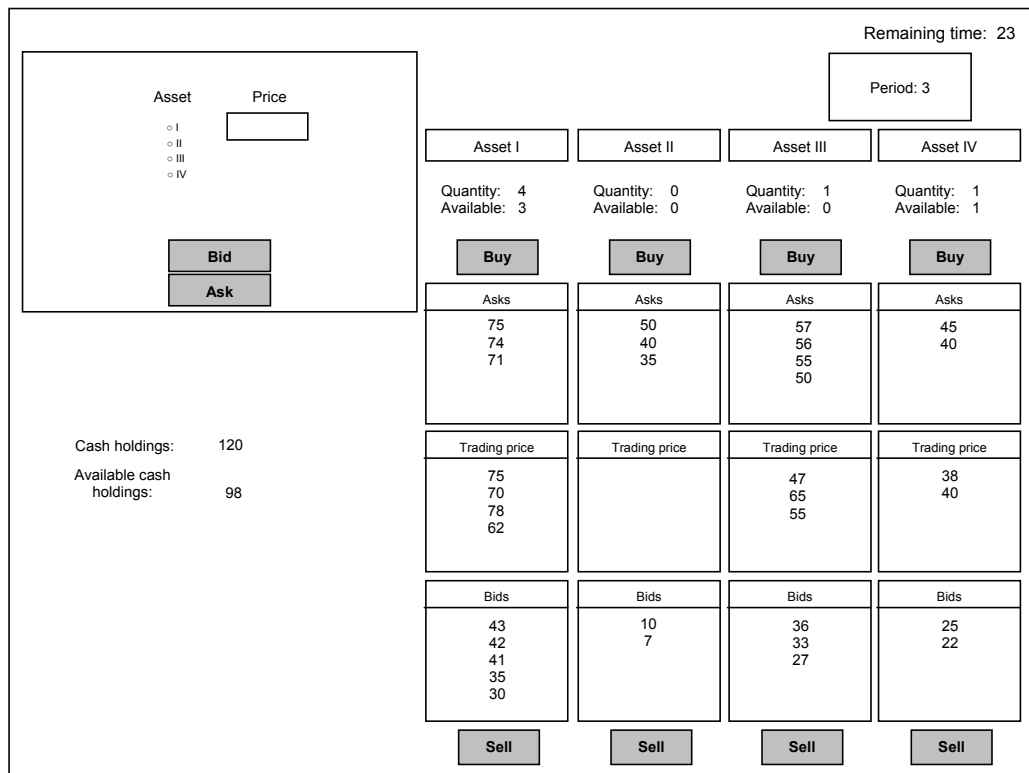 Remaining time: 23
Period: 3
Asset Price
I
II
III
IV
Bid
Ask
Cash holdings: 120
Available cash
holdings: 98
Asset I
Quantity: 4
Available: 3
Buy
Asks
75
74
71
Trading price
75
70
78
62
Bids
43
42
41
35
30
Sell
Asset II
Quantity: 0
Available: 0
Buy
Asks
50
40
35
Trading price
Bids
10
7
Sell
Asset III
Quantity: 1
Available: 0
Buy
Asks
57
56
55
50
Trading price
47
65
55
Bids
36
33
27
Sell
Asset IV
Quantity: 1
Available: 1
Buy
Asks
45
40
Trading price
38
40
Bids
25
22
Sell